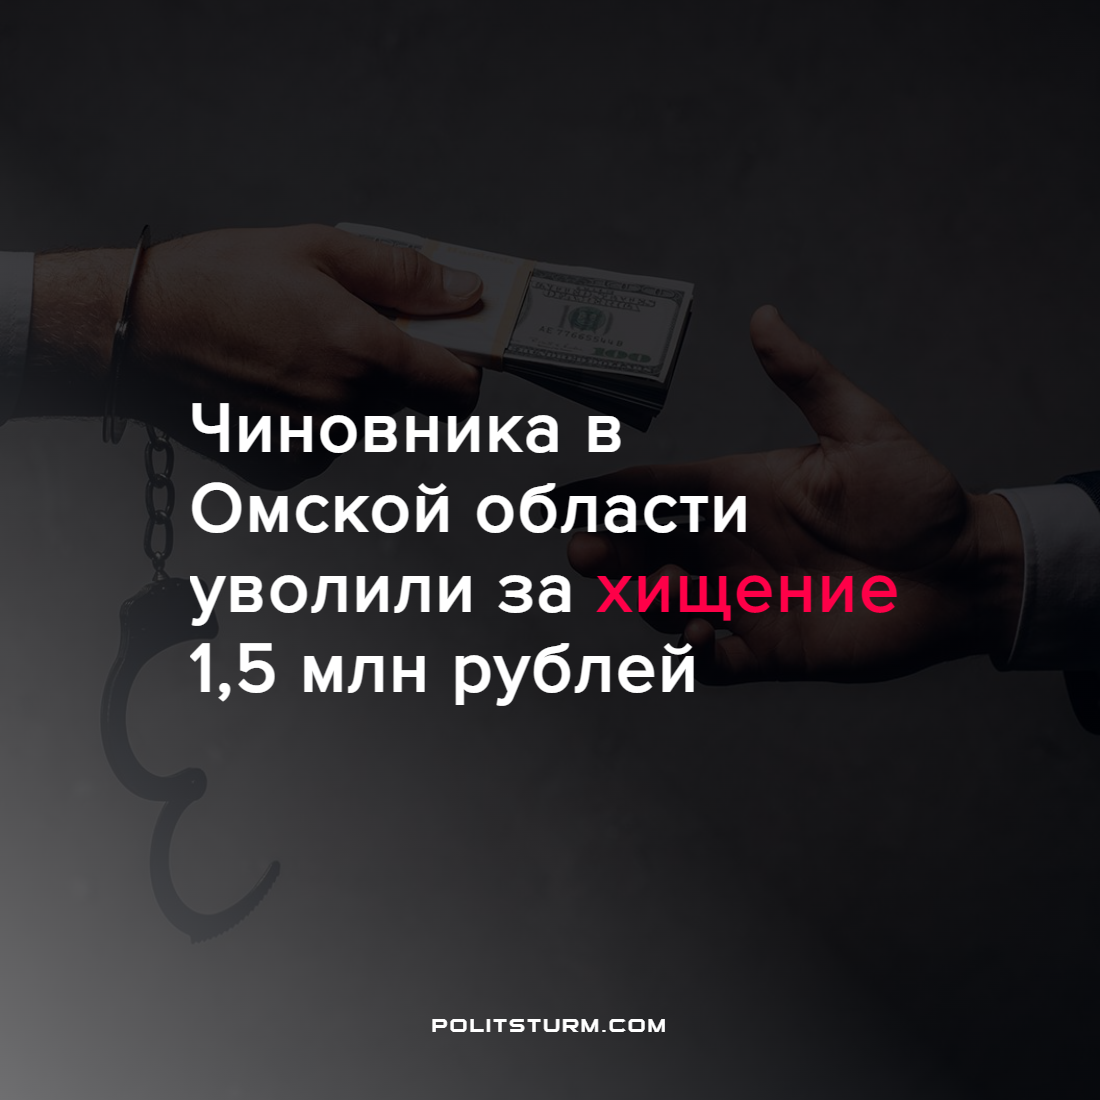 Чиновника в
Омской области
уволили за хищение
1,5 млн рублей
POLITSTURM.COM